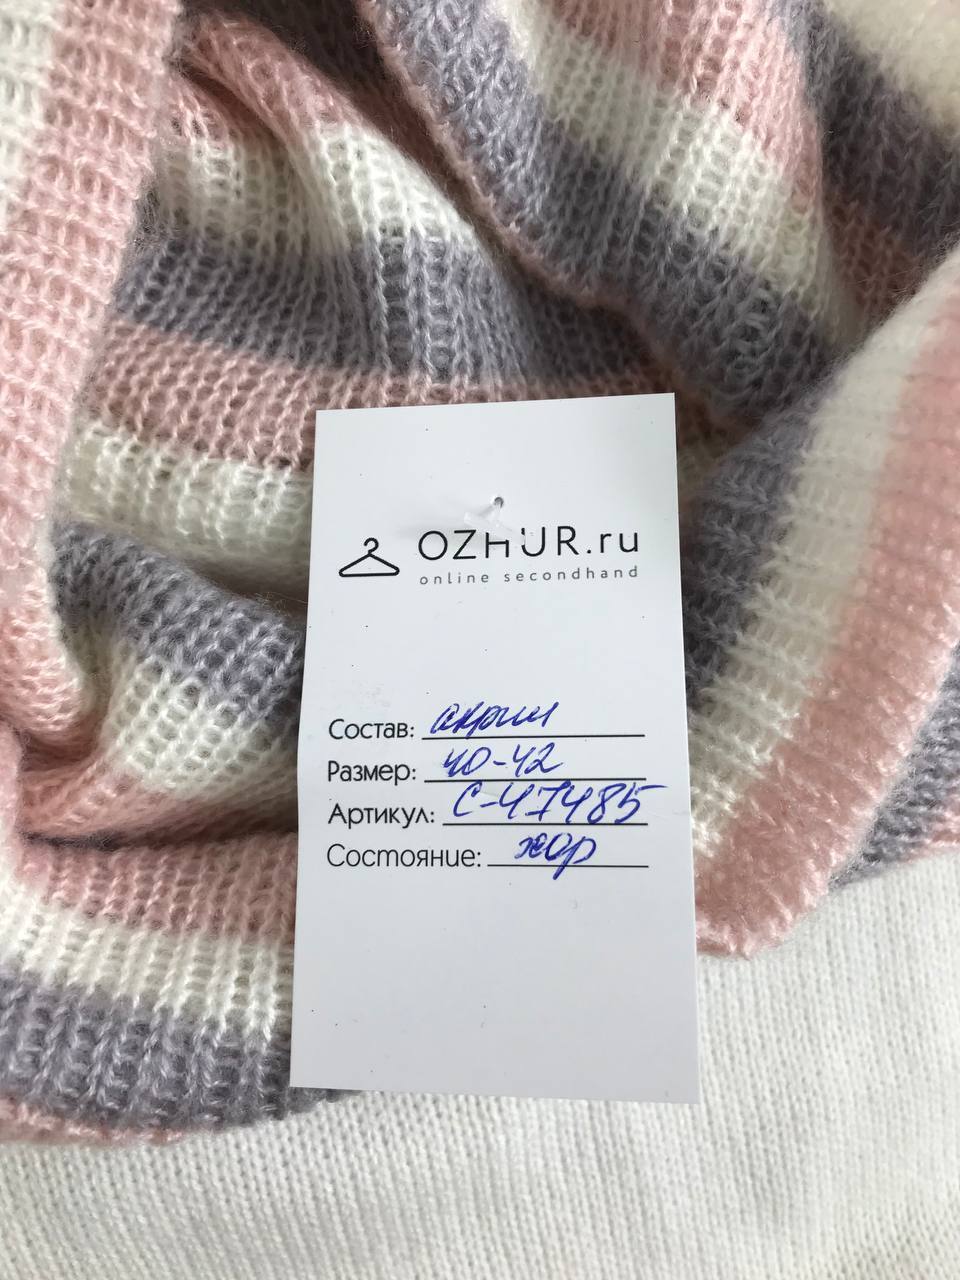 OZHUR.ru
online secondhand
Состав: акрил
Размер: 40-42
Артикул: С-47485
Состояние: хор